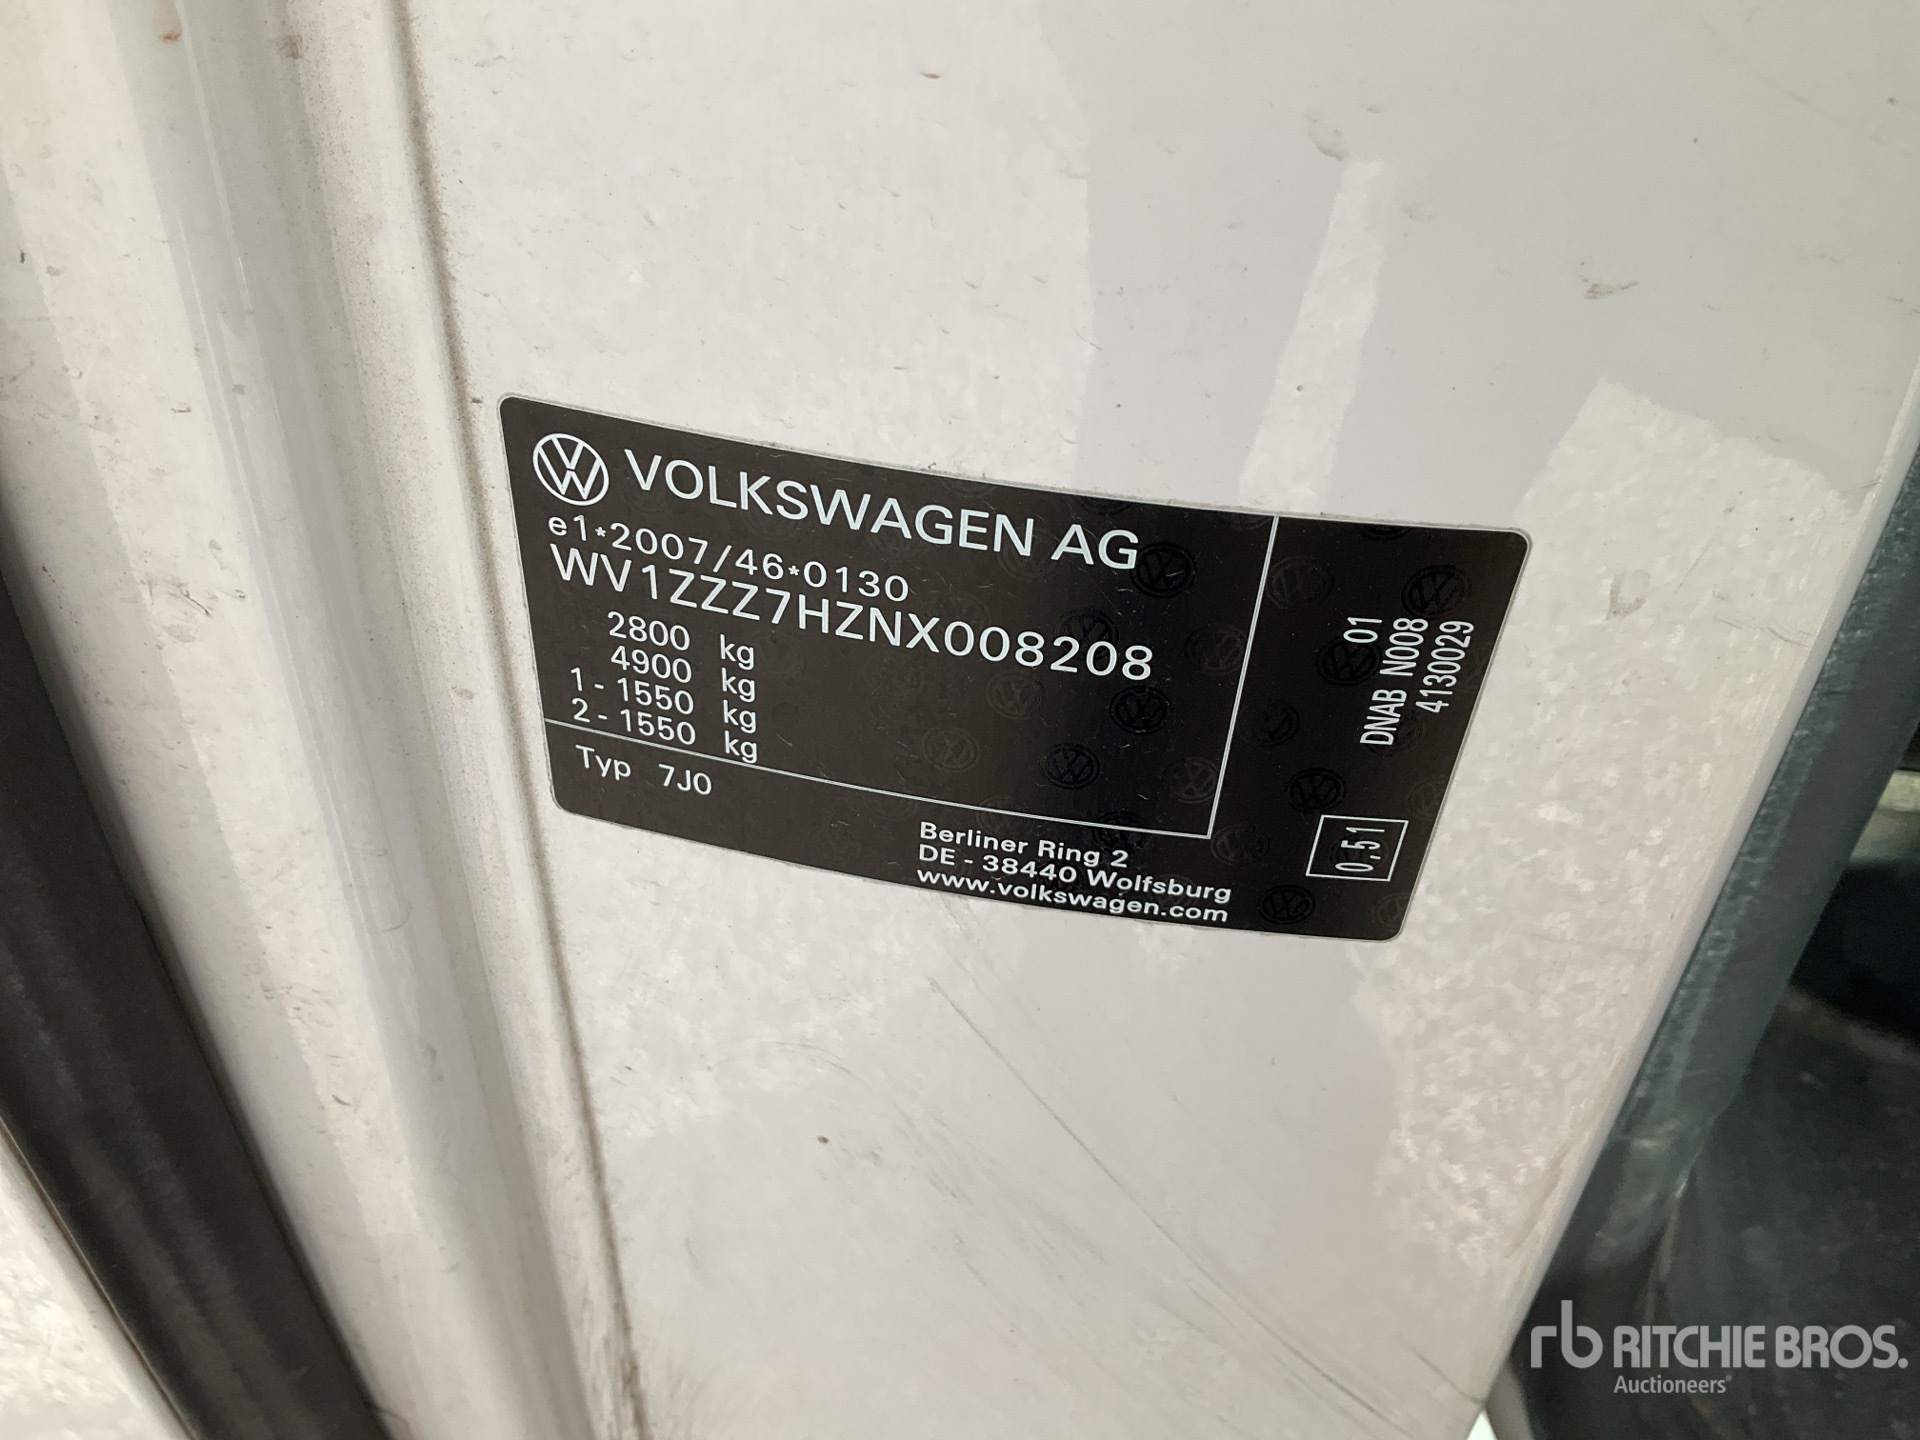 VOLKSWAGEN AG
e1*2007/46*0130
WV1ZZZ7HZNX008208
2800 kg
4900 kg
1 - 1550 kg
2 - 1550 kg
Typ 7J0
Berliner Ring 2
DE - 38440 Wolfsburg
www.volkswagen.com
01
DNAB N008
4130029
0,51
rb RITCHIE BROS.
Auctioneers